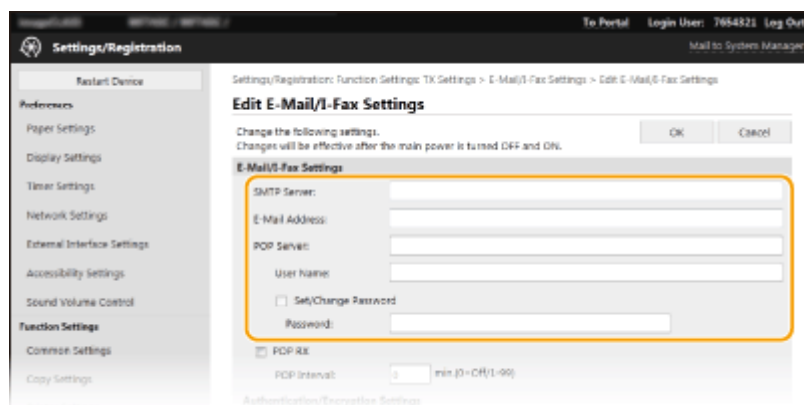 To Portal Login User: 7654321 Log Out
Settings/Registration
Mail to System Manager
Restart Device
Settings/Registration: Function Settings: TX Settings > E-Mail/I-Fax Settings > Edit E-Mail/I-Fax Settings
Preferences
Edit E-Mail/I-Fax Settings
Paper Settings
Change the following settings.
Changes will be effective after the main power is turned OFF and ON.
OK Cancel
Display Settings
E-Mail/I-Fax Settings
Timer Settings
SMTP Server:
Network Settings
E-Mail Address:
External Interface Settings
POP Server:
Accessibility Settings
User Name:
Sound Volume Control
Set/Change Password
Function Settings
Password:
Common Settings
POP RX
Copy Settings
POP Interval: 0 min.(0=Off/1-99)
Authentication/Encryption Settings